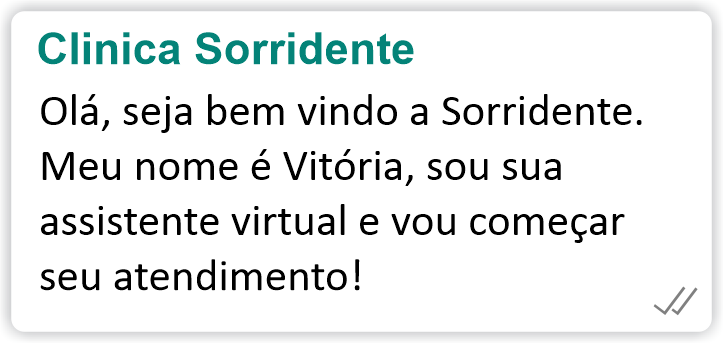 Clinica Sorridente
Olá, seja bem vindo a Sorridente.
Meu nome é Vitória, sou sua
assistente virtual e vou começar
seu atendimento!